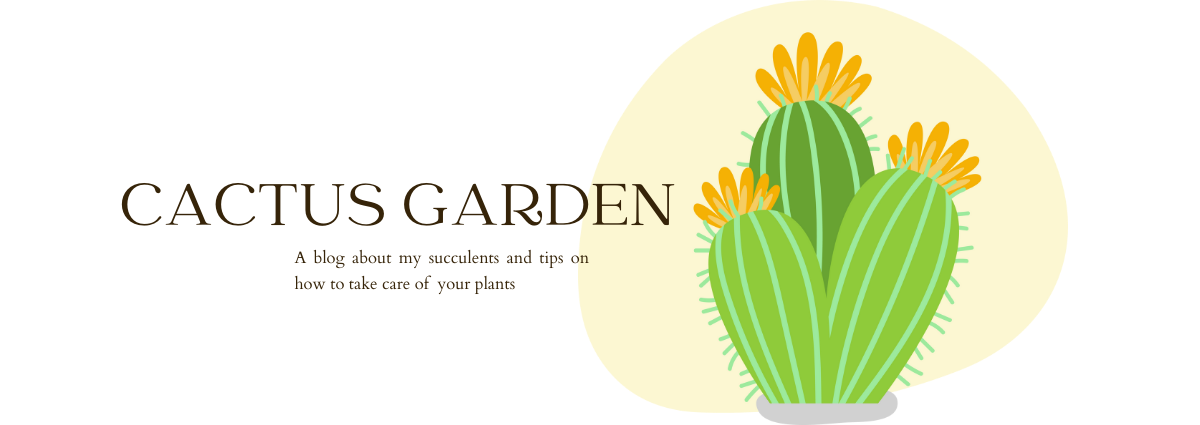 CACTUS GARDEN
A blog about my succulents and tips on
how to take care of your plants